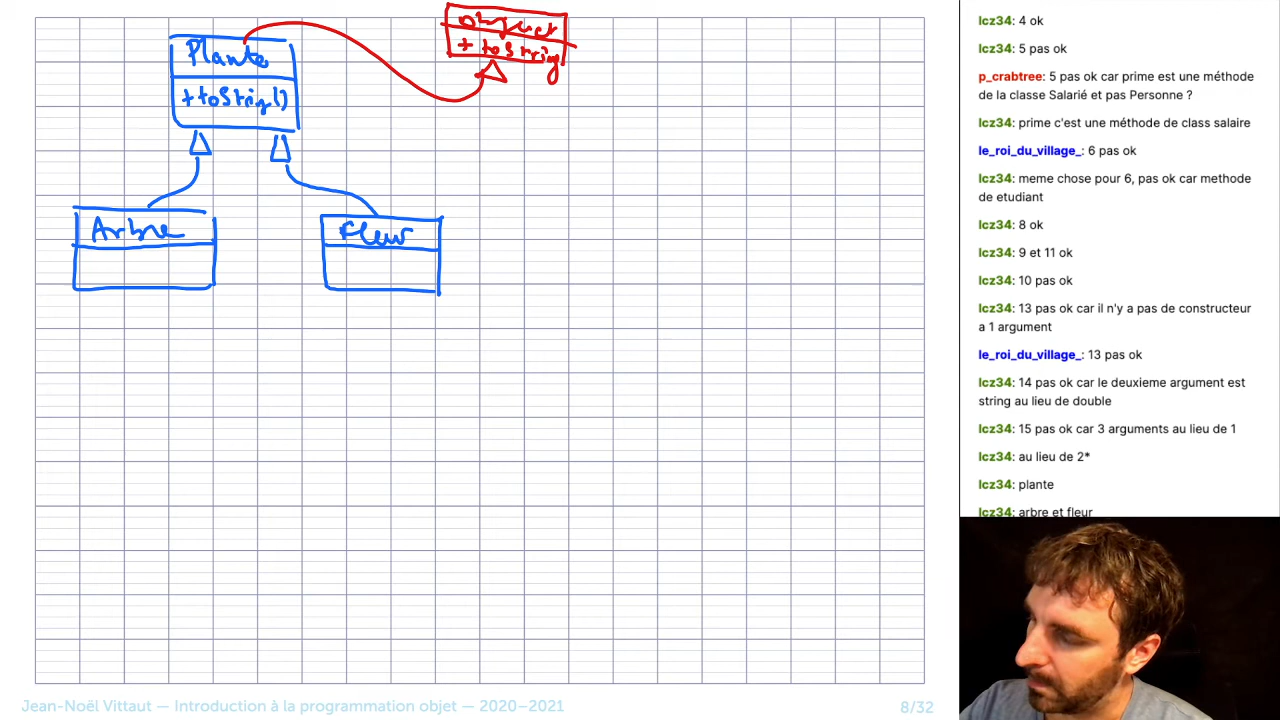 Plante
+ toString()
object
+ toString
Arbre
Fleur
lcz34: 4 ok
lcz34: 5 pas ok
p_crabtree: 5 pas ok car prime est une méthode
de la classe Salarié et pas Personne ?
lcz34: prime c'est une méthode de class salaire
le_roi_du_village_: 6 pas ok
lcz34: meme chose pour 6, pas ok car methode
de etudiant
lcz34: 8 ok
lcz34: 9 et 11 ok
lcz34: 10 pas ok
lcz34: 13 pas ok car il n'y a pas de constructeur
a 1 argument
le_roi_du_village_: 13 pas ok
lcz34: 14 pas ok car le deuxieme argument est
string au lieu de double
lcz34: 15 pas ok car 3 arguments au lieu de 1
lcz34: au lieu de 2*
lcz34: plante
lcz34: arbre et fleur
Jean-Noël Vittaut — Introduction à la programmation objet — 2020–2021
8/32